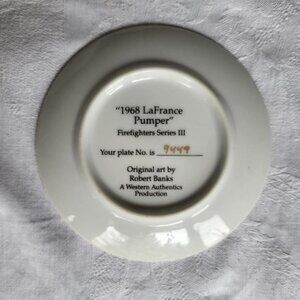 "1968 LaFrance
Pumper"
Firefighters Series III
Your plate No. is 9449
Original art by
Robert Banks
A Western Authentics
Production